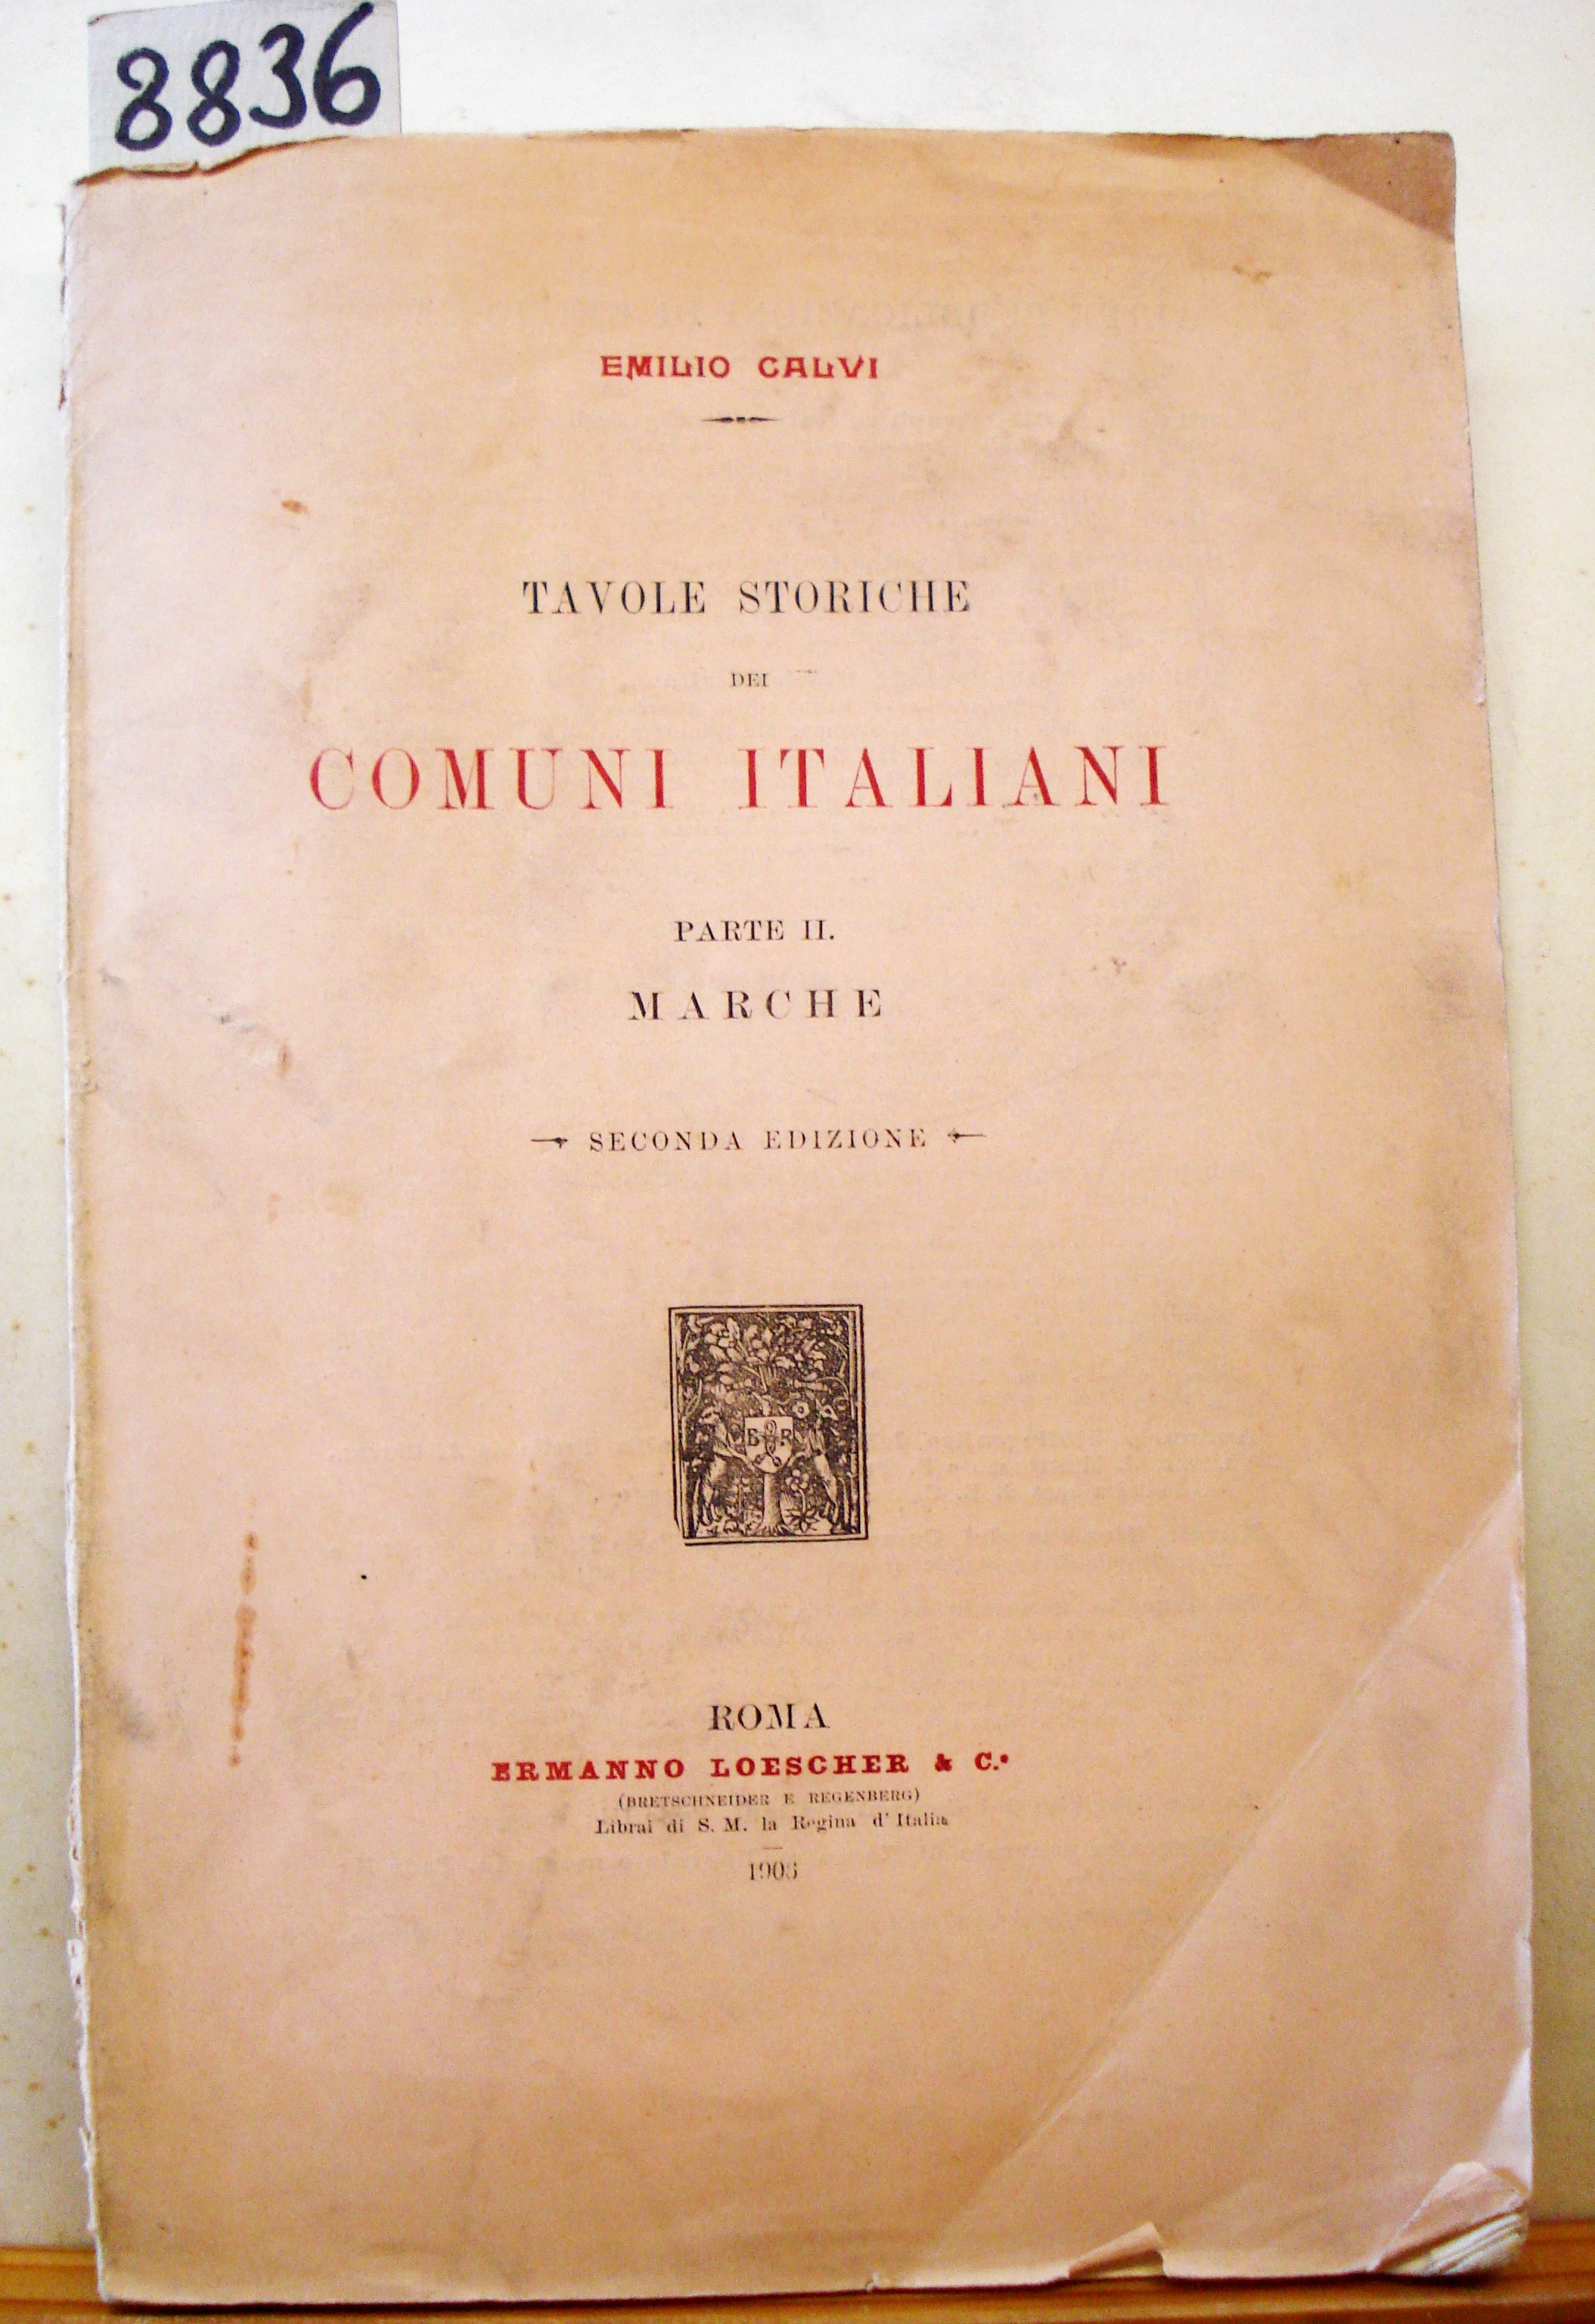 8836
EMILIO CALVI
TAVOLE STORICHE
DEI
COMUNI ITALIANI
PARTE II.
MARCHE
SECONDA EDIZIONE
B R
ROMA
ERMANNO LOESCHER & C.º
(BRETSCHNEIDER E REGENBERG)
Librai di S. M. la Regina d'Italia